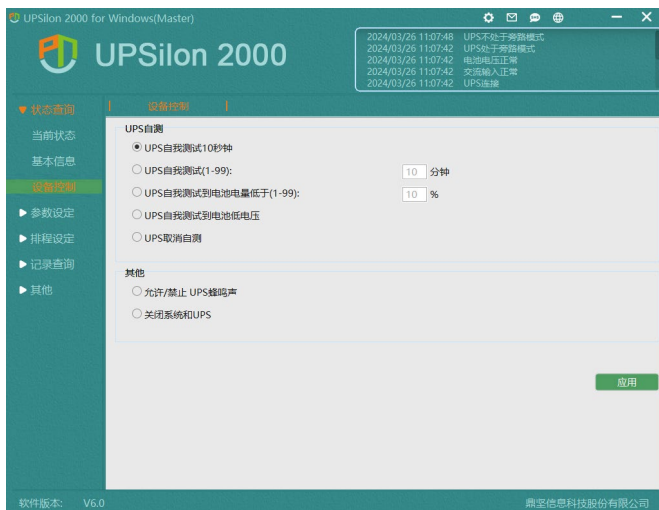 UPSilon 2000 for Windows(Master)
UPSilon 2000
2024/03/26 11:07:48 UPS不处于旁路模式
2024/03/26 11:07:42 UPS处于旁路模式
2024/03/26 11:07:42 电池电压正常
2024/03/26 11:07:42 交流输入正常
2024/03/26 11:07:42 UPS连接
状态查询
当前状态
基本信息
设备控制
参数设定
排程设定
记录查询
其他
设备控制
UPS自测
UPS自我测试10秒钟
UPS自我测试(1-99): 10 分钟
UPS自我测试到电池电量低于(1-99): 10 %
UPS自我测试到电池低电压
UPS取消自测
其他
允许/禁止 UPS蜂鸣声
关闭系统和UPS
应用
软件版本: V6.0
鼎坚信息科技股份有限公司